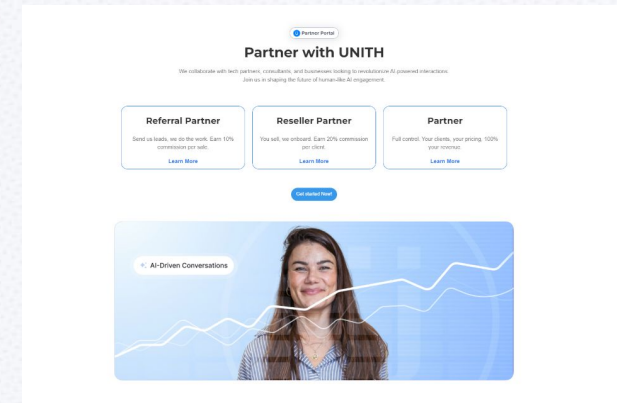 Partner Portal
Partner with UNITH
We collaborate with tech partners, consultants, and businesses looking to revolutionize AI-powered interactions.
Join us in shaping the future of human-like AI engagement.
Referral Partner
Send us leads, we do the work. Earn 10%
commission per sale.
Learn More
Reseller Partner
You sell, we onboard. Earn 20% commission
per client.
Learn More
Partner
Full control. Your clients, your pricing, 100%
your revenue.
Learn More
Get started Now!
AI-Driven Conversations